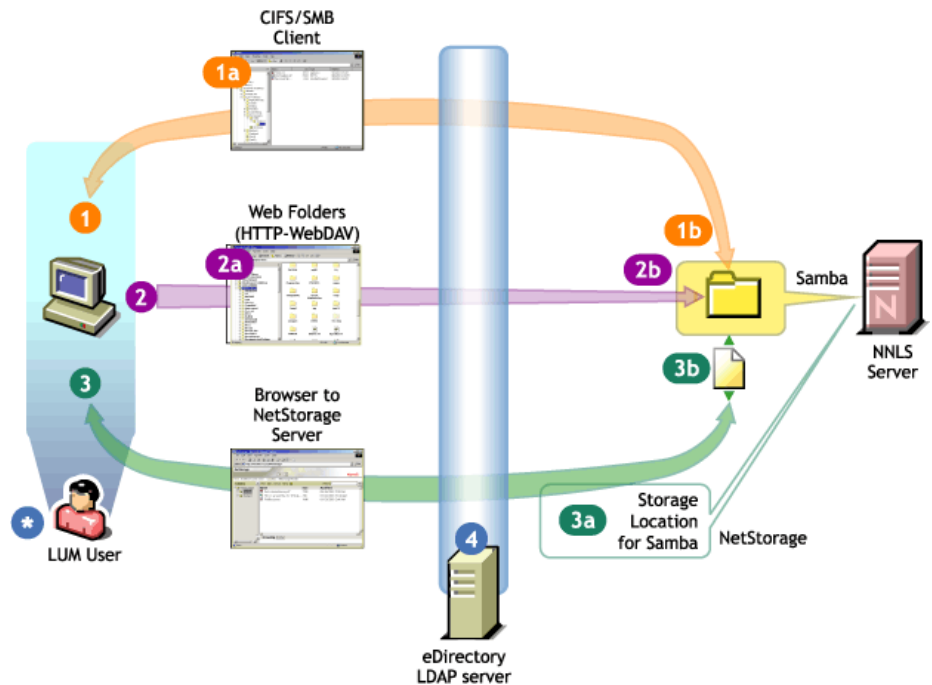 CIFS/SMB
Client
1a
1
1b
Web Folders
(HTTP-WebDAV)
2a
2b
2
Samba
N
NNLS
Server
3
3b
Browser to
NetStorage
Server
3a
Storage
Location
for Samba
NetStorage
*
LUM User
4
eDirectory
LDAP server